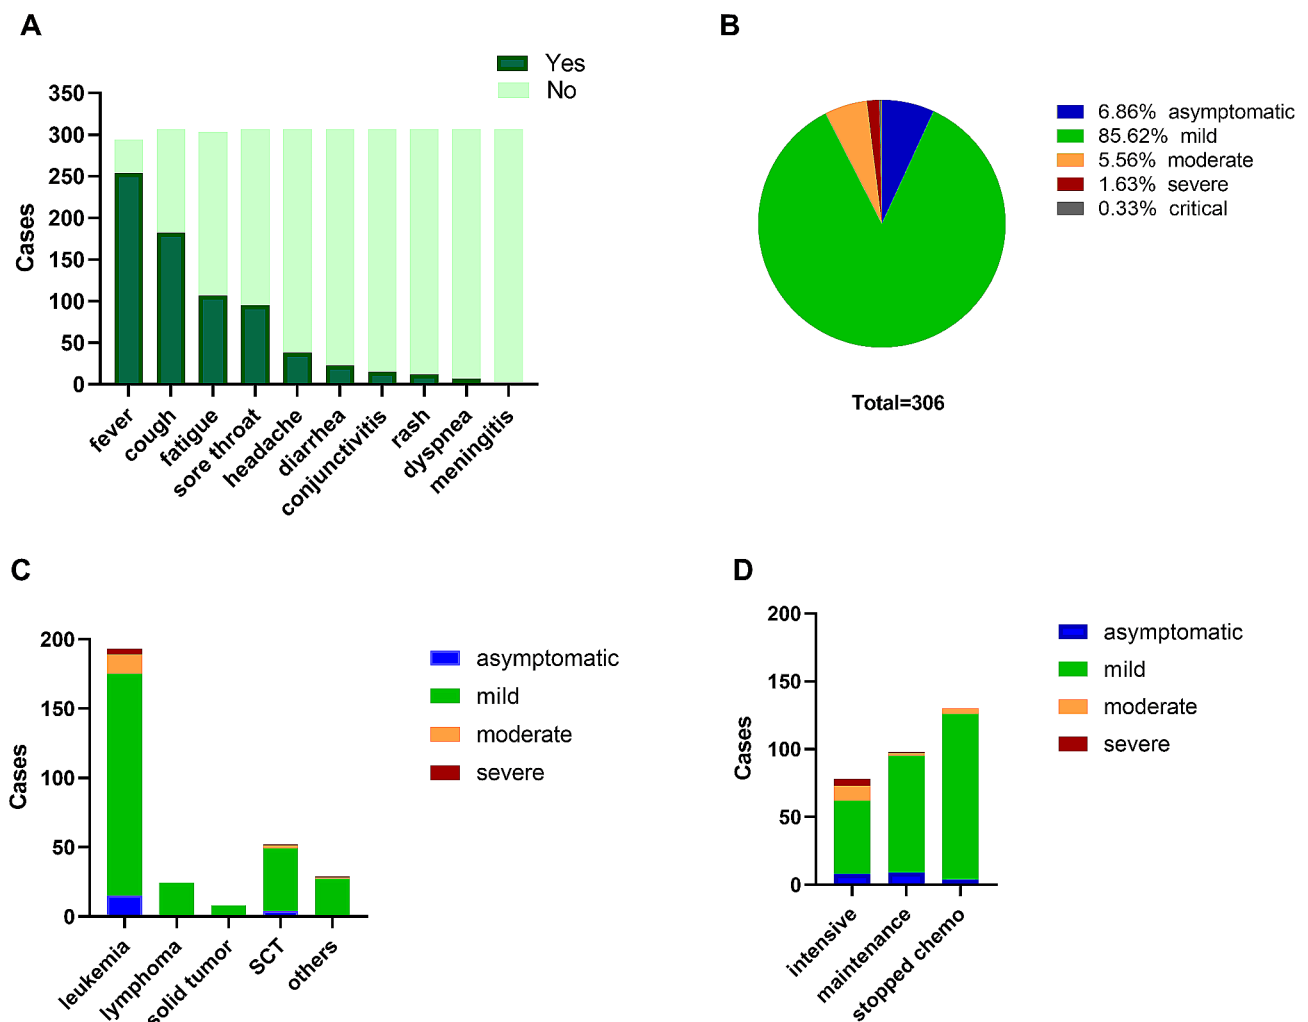 A
Yes
No
350
300
250
200
150
100
50
0
Cases
fever
cough
fatigue
sore throat
headache
diarrhea
conjunctivitis
rash
dyspnea
meningitis
B
6.86% asymptomatic
85.62% mild
5.56% moderate
1.63% severe
0.33% critical
Total=306
C
200
150
100
50
0
Cases
leukemia
lymphoma
solid tumor
SCT
others
asymptomatic
mild
moderate
severe
D
200
150
100
50
0
Cases
intensive
maintenance
stopped chemo
asymptomatic
mild
moderate
severe